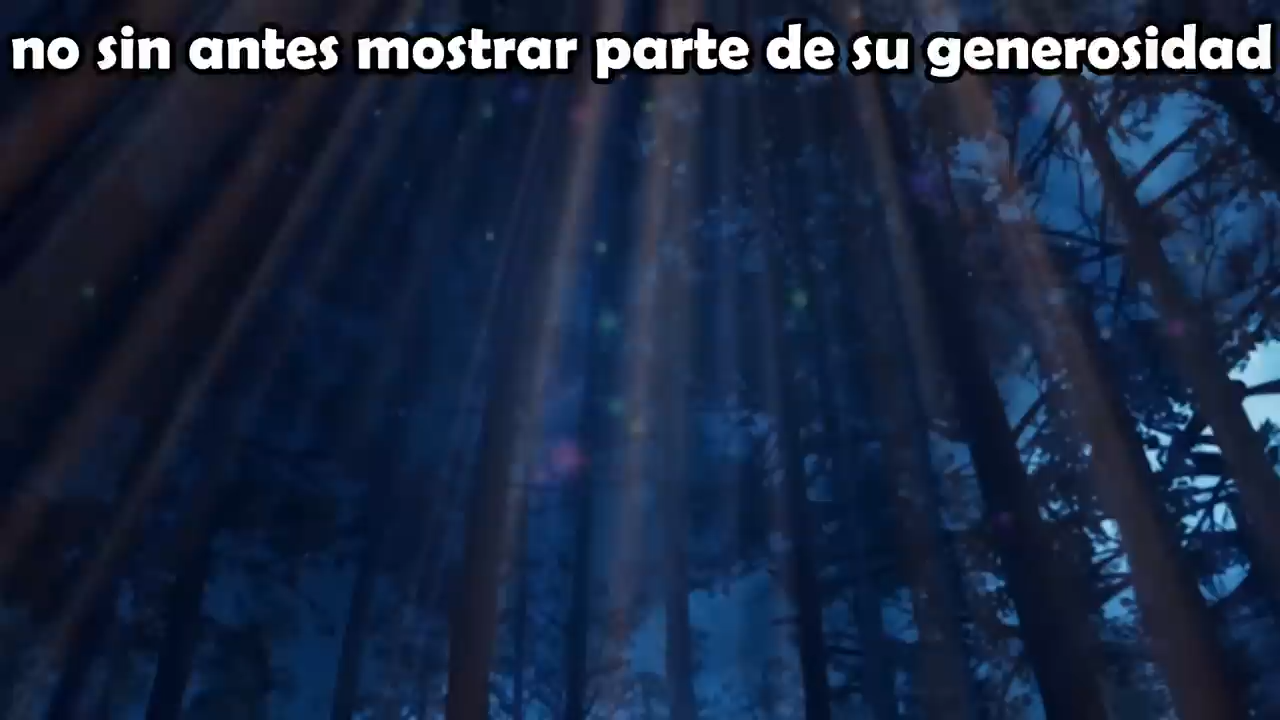 no sin antes mostrar parte de su generosidad